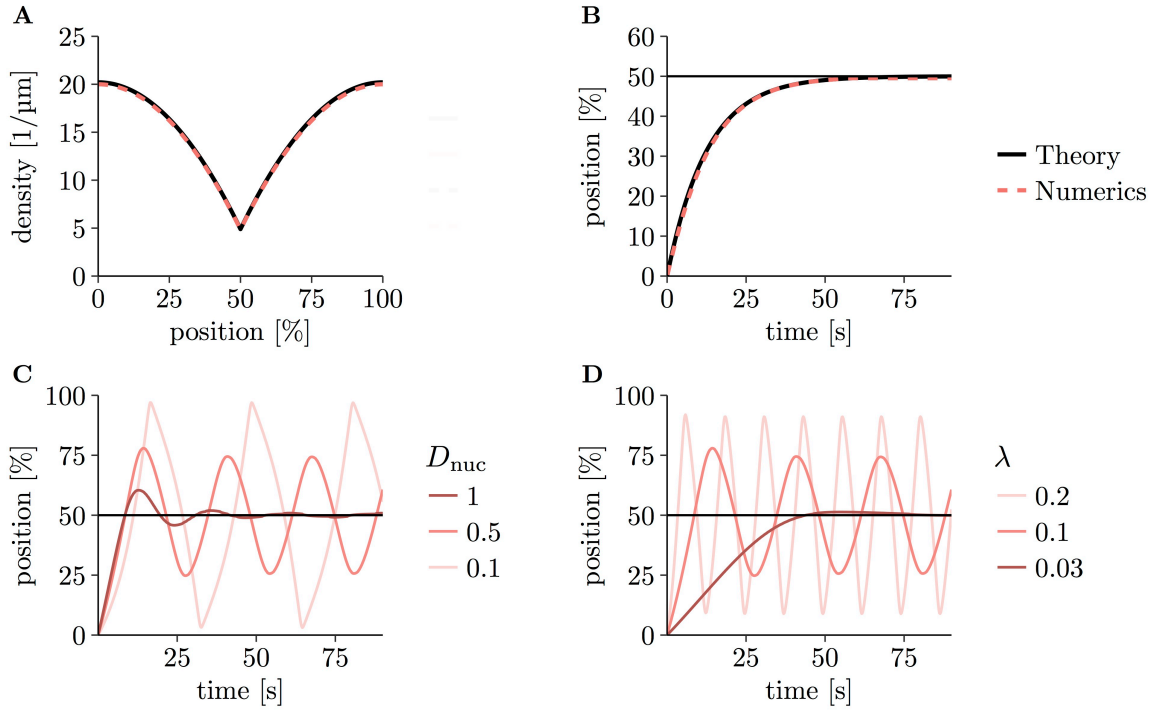 A
density [1/µm]
25
20
15
10
5
0
0 25 50 75 100
position [%]
B
position [%]
60
50
40
30
20
10
0
0 25 50 75
time [s]
Theory
Numerics
C
position [%]
100
75
50
25
0
25 50 75
time [s]
D_nuc
1
0.5
0.1
D
position [%]
100
75
50
25
0
25 50 75
time [s]
λ
0.2
0.1
0.03